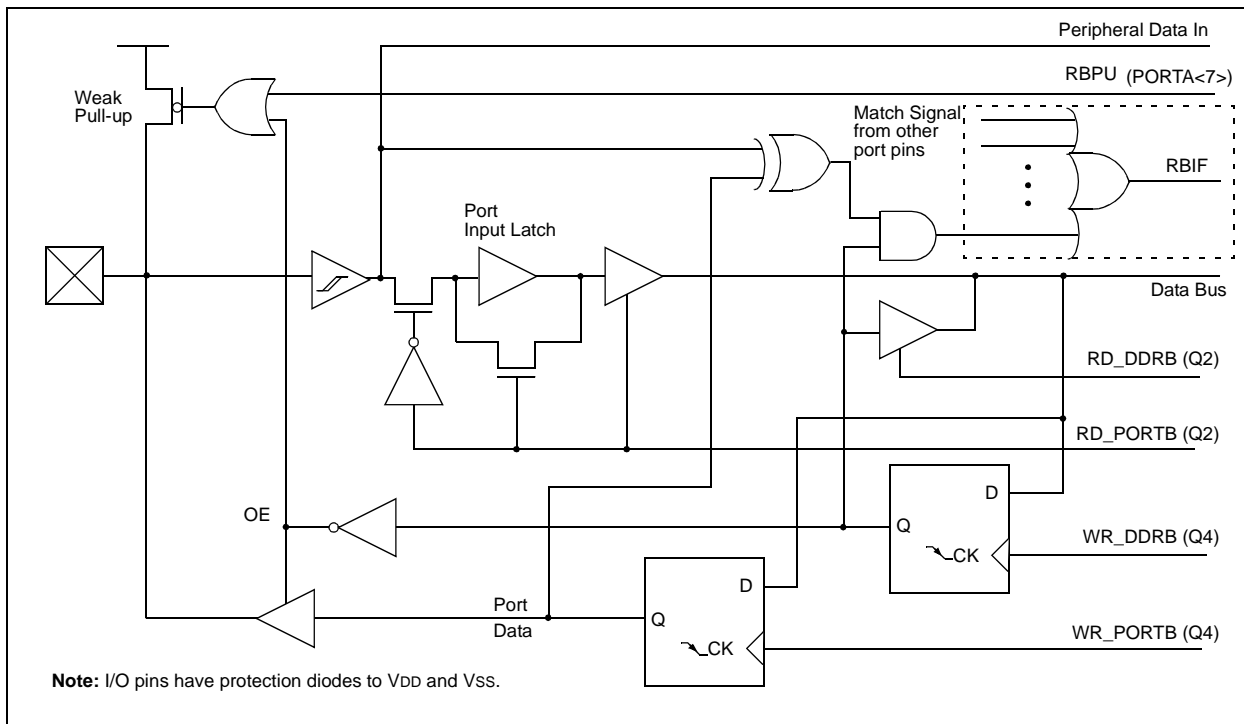 Peripheral Data In
RBPU (PORTA<7>)
Weak
Pull-up
Match Signal
from other
port pins
RBIF
Port
Input Latch
Data Bus
RD_DDRB (Q2)
RD_PORTB (Q2)
D
OE
Q
WR_DDRB (Q4)
CK
D
Port
Data
Q
WR_PORTB (Q4)
CK
Note: I/O pins have protection diodes to VDD and VSS.